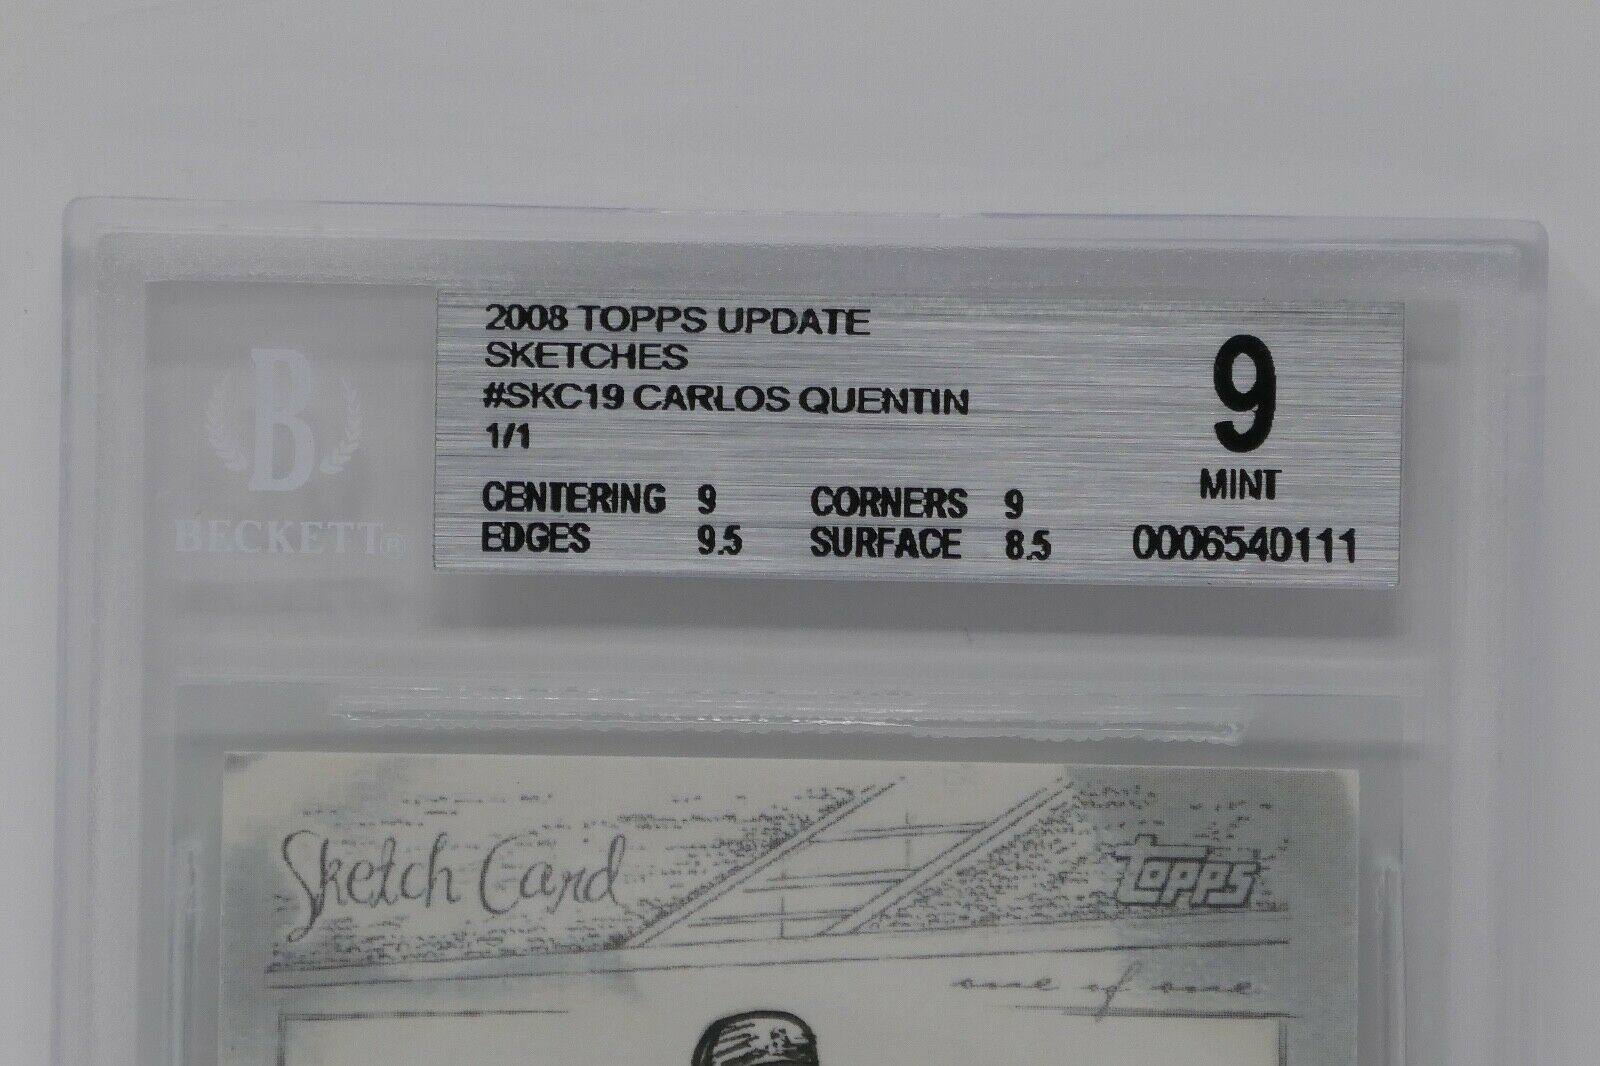 2008 TOPPS UPDATE
SKETCHES
#SKC19 CARLOS QUENTIN
1/1
9
MINT
CENTERING 9 CORNERS 9
EDGES 9.5 SURFACE 8.5
0006540111
B
BECKETT®
Sketch Card
topps
one of one